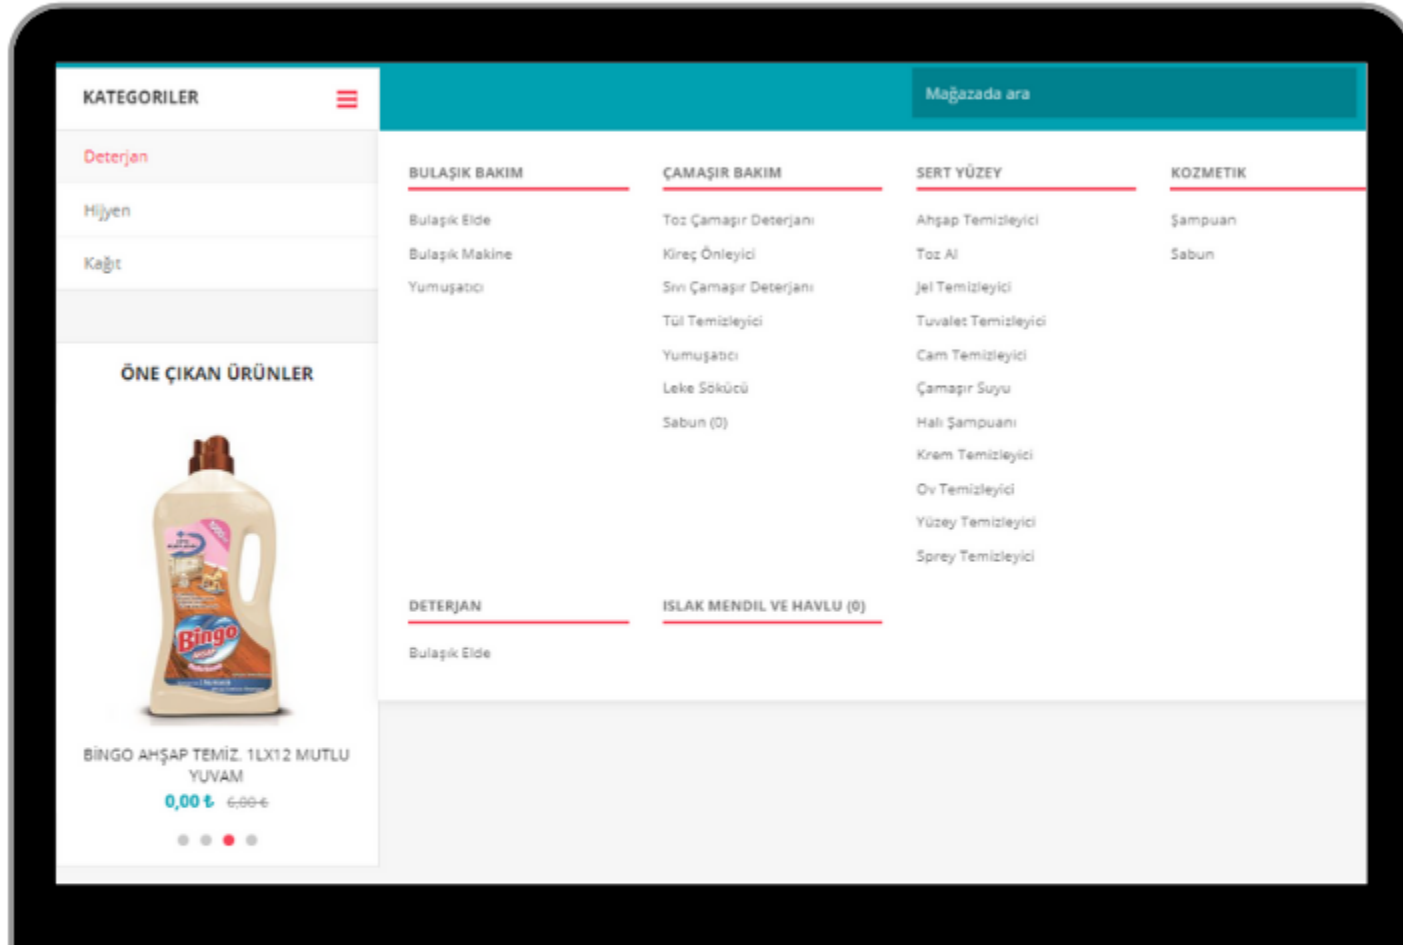 KATEGORILER
Mağazada ara
Deterjan
Hijyen
Kağıt
BULAŞIK BAKIM
Bulaşık Elde
Bulaşık Makine
Yumuşatıcı
ÇAMAŞIR BAKIM
Toz Çamaşır Deterjanı
Kireç Önleyici
Sıvı Çamaşır Deterjanı
Tül Temizleyici
Yumuşatıcı
Leke Sökücü
Sabun (0)
SERT YÜZEY
Ahşap Temizleyici
Toz Al
Jel Temizleyici
Tuvalet Temizleyici
Cam Temizleyici
Çamaşır Suyu
Halı Şampuanı
Krem Temizleyici
Ov Temizleyici
Yüzey Temizleyici
Sprey Temizleyici
KOZMETIK
Şampuan
Sabun
DETERJAN
Bulaşık Elde
ISLAK MENDIL VE HAVLU (0)
ÖNE ÇIKAN ÜRÜNLER
Bingo
AHŞAP
BİNGO AHŞAP TEMİZ. 1LX12 MUTLU
YUVAM
0,00 ₺ 6,00 €